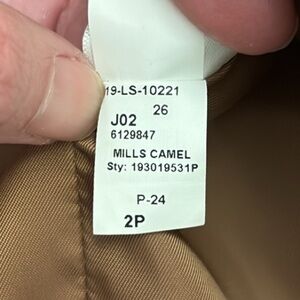 19-LS-10221
26
J02
6129847
MILLS CAMEL
Sty: 193019531P
P-24
2P